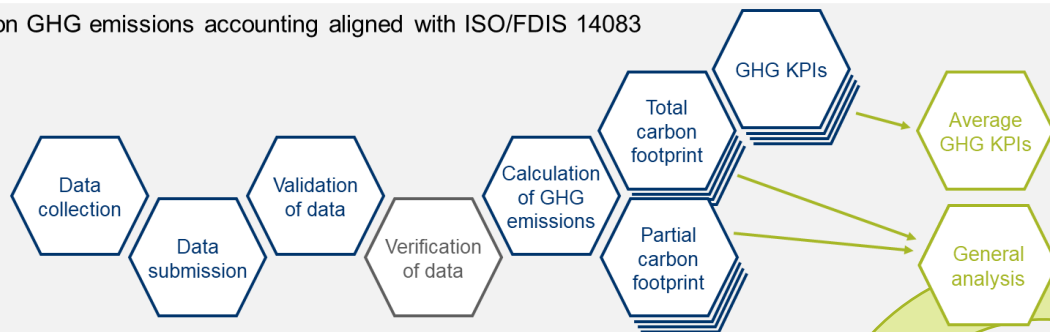 on GHG emissions accounting aligned with ISO/FDIS 14083
Data
collection
Data
submission
Validation
of data
Verification
of data
Calculation
of GHG
emissions
Total
carbon
footprint
Partial
carbon
footprint
GHG KPIs
Average
GHG KPIs
General
analysis